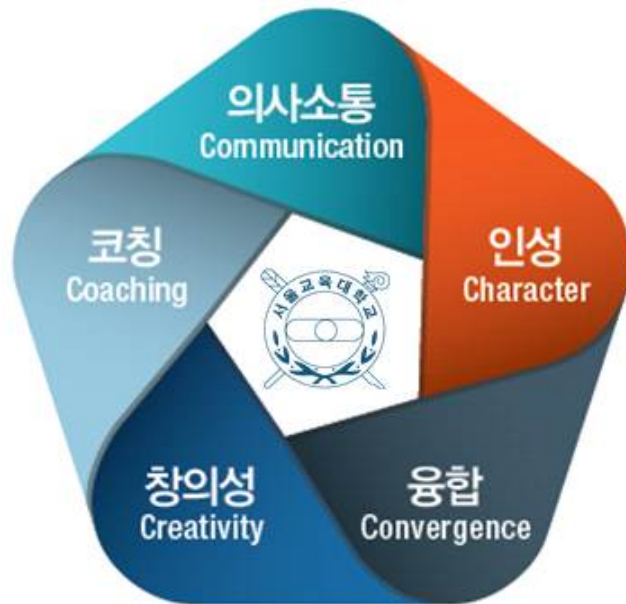 의사소통
Communication
인성
Character
융합
Convergence
창의성
Creativity
코칭
Coaching
서울교육대학교